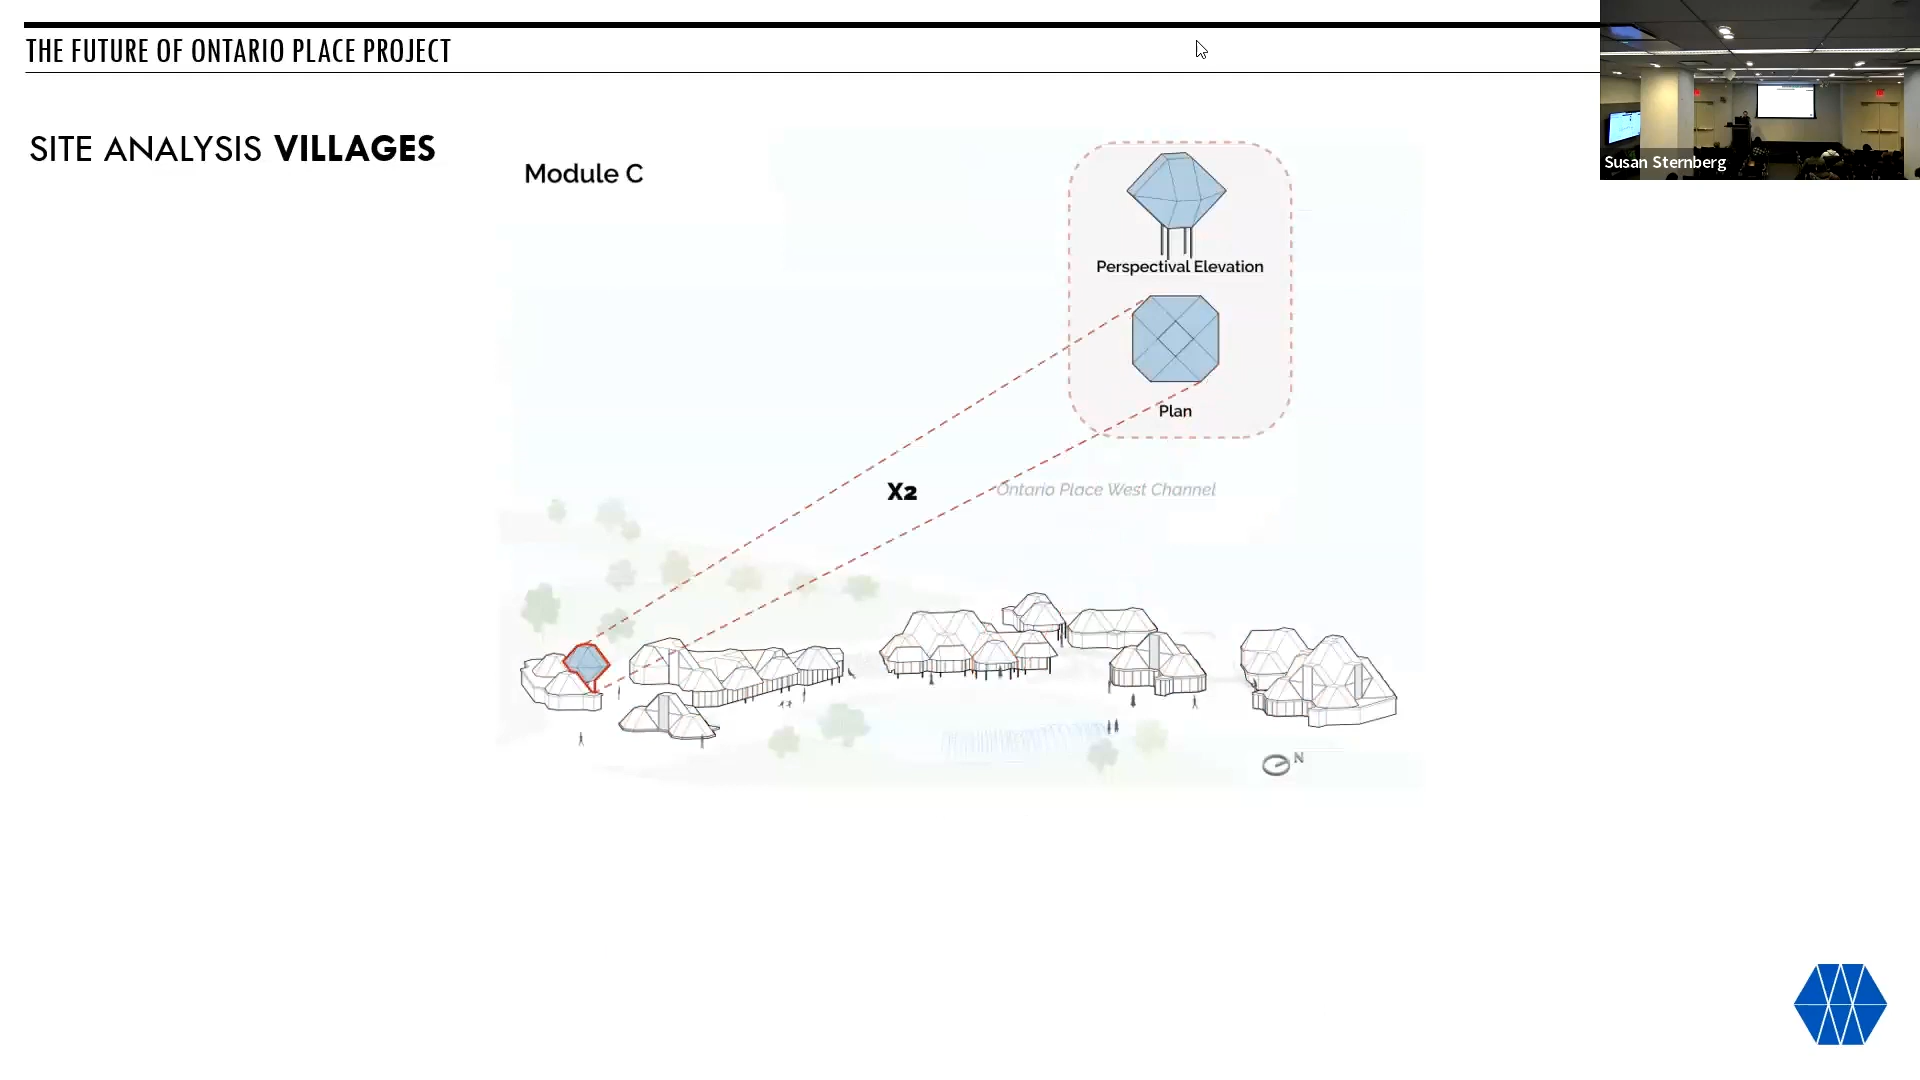 THE FUTURE OF ONTARIO PLACE PROJECT
Susan Sternberg
SITE ANALYSIS VILLAGES
Module C
Perspectival Elevation
Plan
X2
Ontario Place West Channel
N